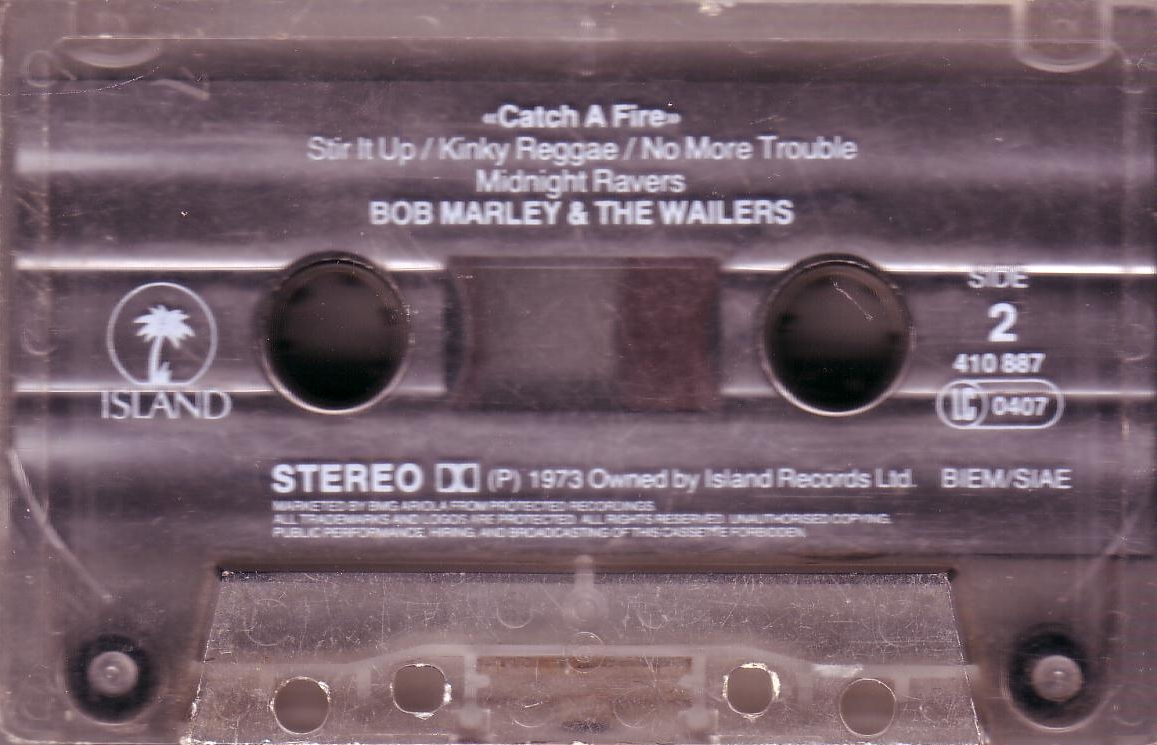 «Catch A Fire»
Stir It Up / Kinky Reggae / No More Trouble
Midnight Ravers
BOB MARLEY & THE WAILERS
SIDE
2
410 887
LC 0407
ISLAND
STEREO (P) 1973 Owned by Island Records Ltd. BIEM/SIAE
MARKETED BY BMG ARIOLA FROM PROTECTED RECORDINGS.
ALL TRADEMARKS AND LOGOS ARE PROTECTED. ALL RIGHTS RESERVED. UNAUTHORISED COPYING,
PUBLIC PERFORMANCE, HIRING, AND BROADCASTING OF THIS CASSETTE FORBIDDEN.